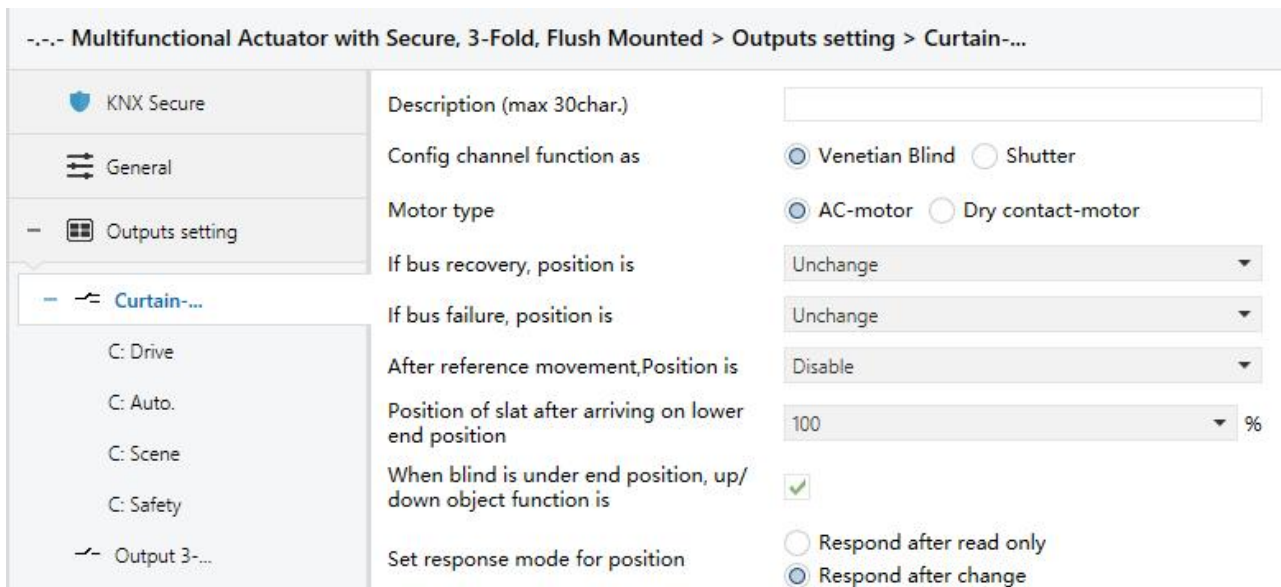 -.-.- Multifunctional Actuator with Secure, 3-Fold, Flush Mounted > Outputs setting > Curtain-...
KNX Secure
General
Outputs setting
Curtain-...
C: Drive
C: Auto.
C: Scene
C: Safety
Output 3-...
Description (max 30char.)
Config channel function as
Venetian Blind
Shutter
Motor type
AC-motor
Dry contact-motor
If bus recovery, position is
Unchange
If bus failure, position is
Unchange
After reference movement,Position is
Disable
Position of slat after arriving on lower
end position
100
%
When blind is under end position, up/
down object function is
Set response mode for position
Respond after read only
Respond after change